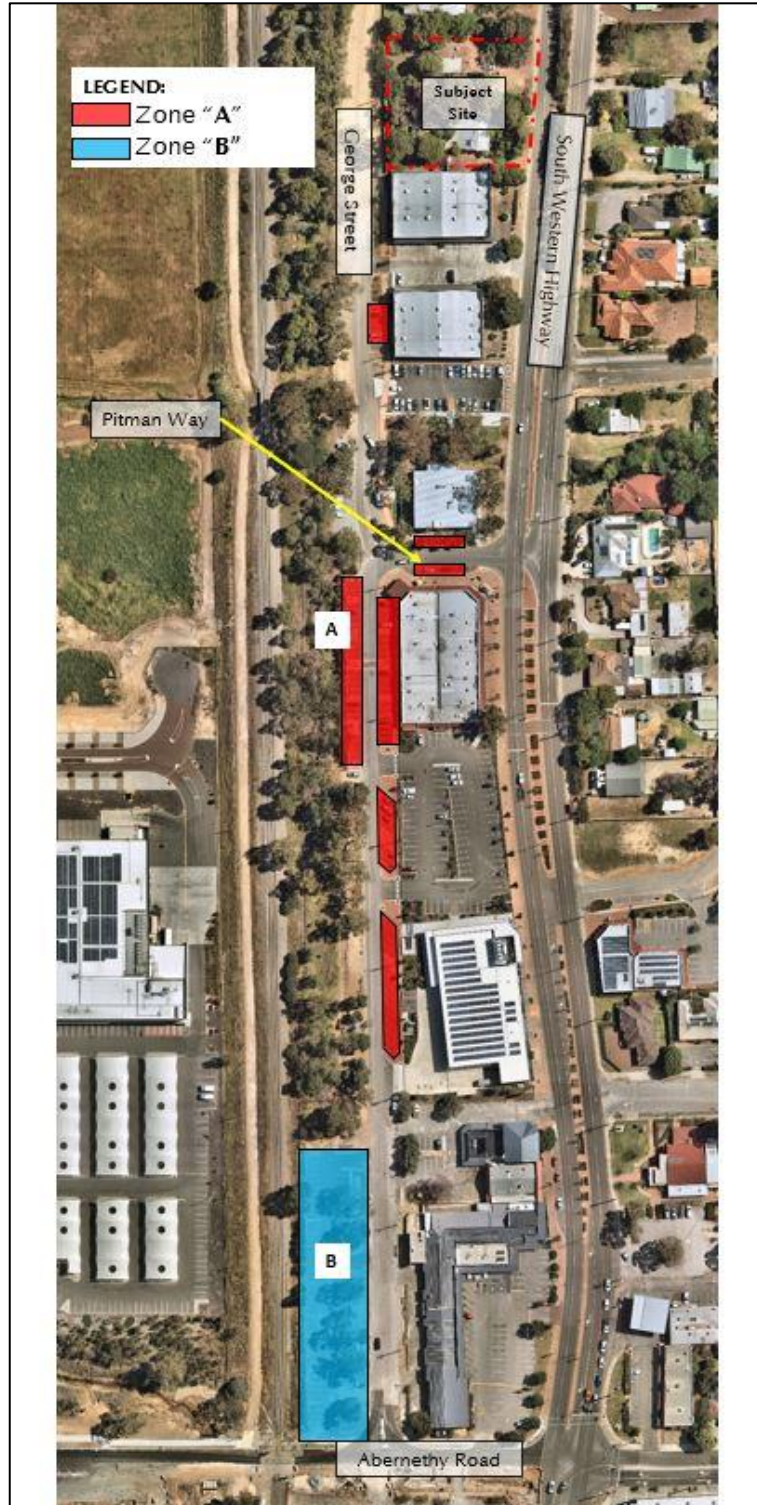 LEGEND:
Zone "A"
Zone "B"
Subject
Site
George Street
South Western Highway
Pitman Way
A
B
Abernethy Road